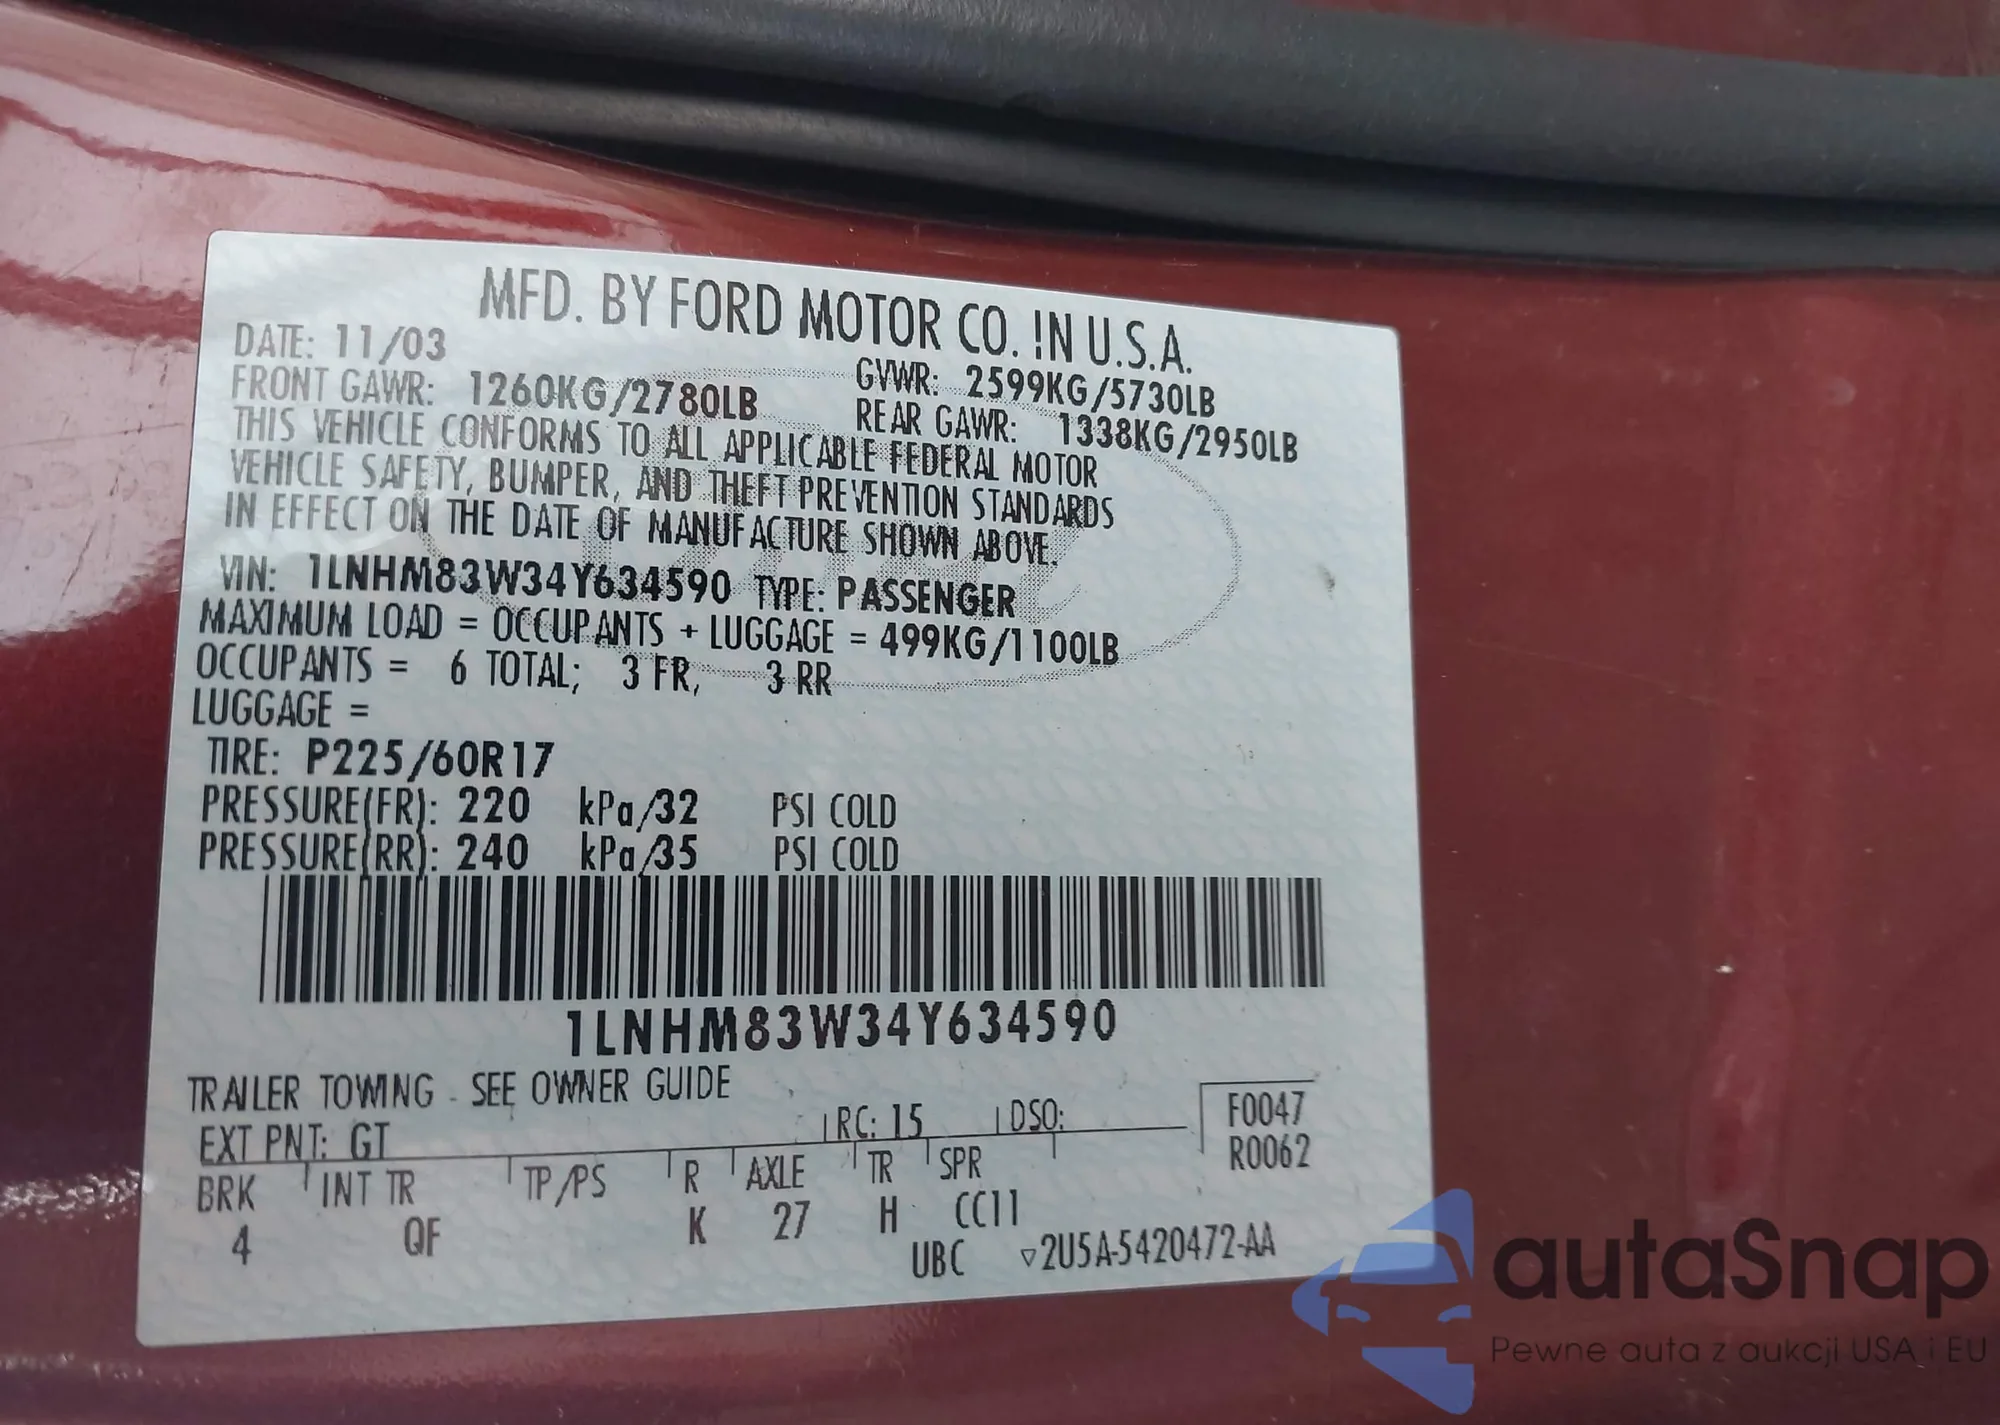 MFD. BY FORD MOTOR CO. IN U.S.A.
DATE: 11/03 GVWR: 2599KG/5730LB
FRONT GAWR: 1260KG/2780LB REAR GAWR: 1338KG/2950LB
THIS VEHICLE CONFORMS TO ALL APPLICABLE FEDERAL MOTOR
VEHICLE SAFETY, BUMPER, AND THEFT PREVENTION STANDARDS
IN EFFECT ON THE DATE OF MANUFACTURE SHOWN ABOVE.
VIN: 1LNHM83W34Y634590 TYPE: PASSENGER
MAXIMUM LOAD = OCCUPANTS + LUGGAGE = 499KG/1100LB
OCCUPANTS = 6 TOTAL; 3 FR, 3 RR
LUGGAGE =
TIRE: P225/60R17
PRESSURE(FR): 220 kPa/32 PSI COLD
PRESSURE(RR): 240 kPa/35 PSI COLD
1LNHM83W34Y634590
TRAILER TOWING - SEE OWNER GUIDE
EXT PNT: GT RC: 15 DSO: F0047
R0062
BRK INT TR TP/PS R AXLE TR SPR
4 QF K 27 H CC11
UBC ▽2U5A-5420472-AA
autaSnap
Pewne auta z aukcji USA i EU